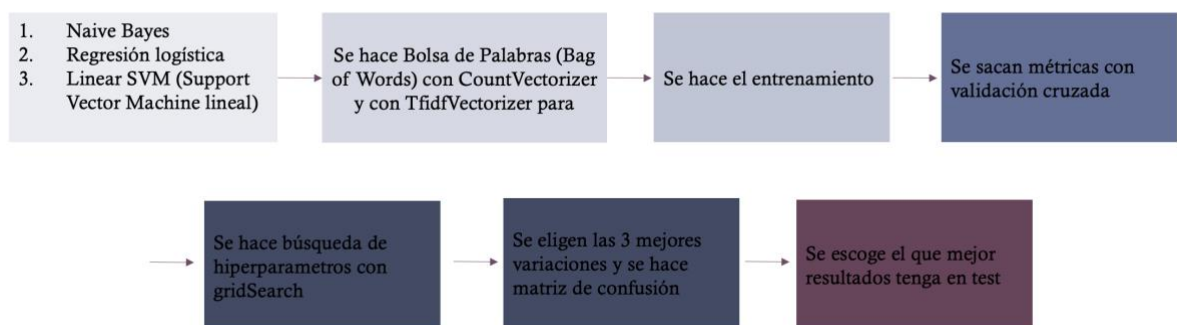 1. Naive Bayes
2. Regresión logística
3. Linear SVM (Support
Vector Machine lineal)
Se hace Bolsa de Palabras (Bag
of Words) con CountVectorizer
y con TfidfVectorizer para
Se hace el entrenamiento
Se sacan métricas con
validación cruzada
Se hace búsqueda de
hiperparametros con
gridSearch
Se eligen las 3 mejores
variaciones y se hace
matriz de confusión
Se escoge el que mejor
resultados tenga en test